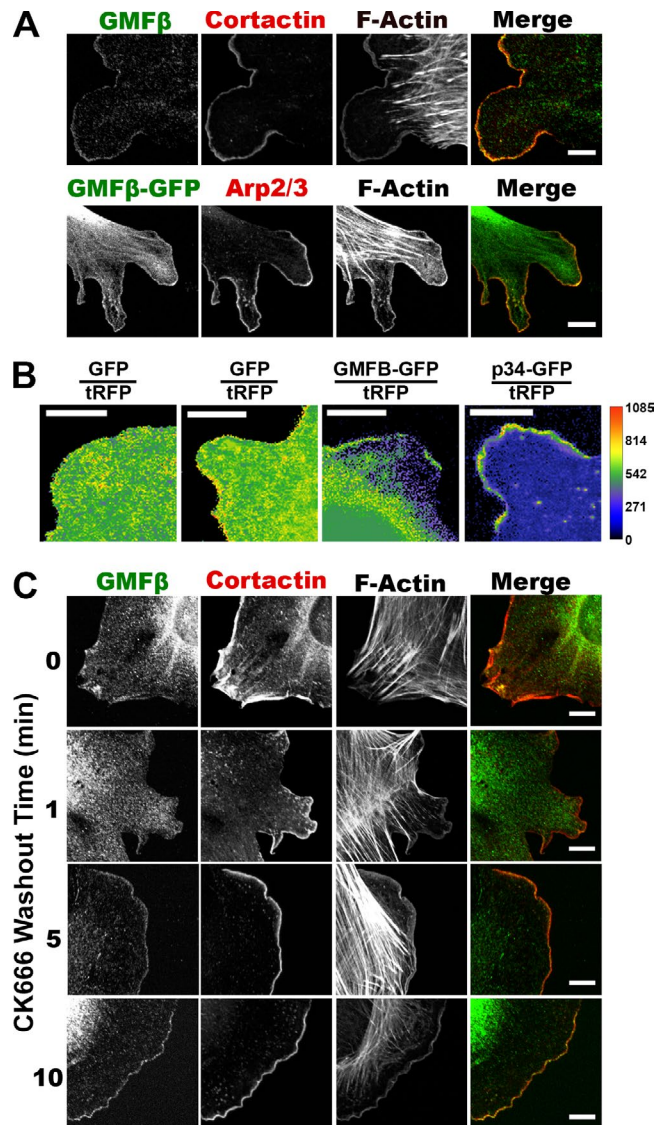 A
GMFβ Cortactin F-Actin Merge
GMFβ-GFP Arp2/3 F-Actin Merge
B
GFP GFP GMFB-GFP p34-GFP
tRFP tRFP tRFP tRFP
1085
814
542
271
0
C
GMFβ Cortactin F-Actin Merge
CK666 Washout Time (min)
0
1
5
10